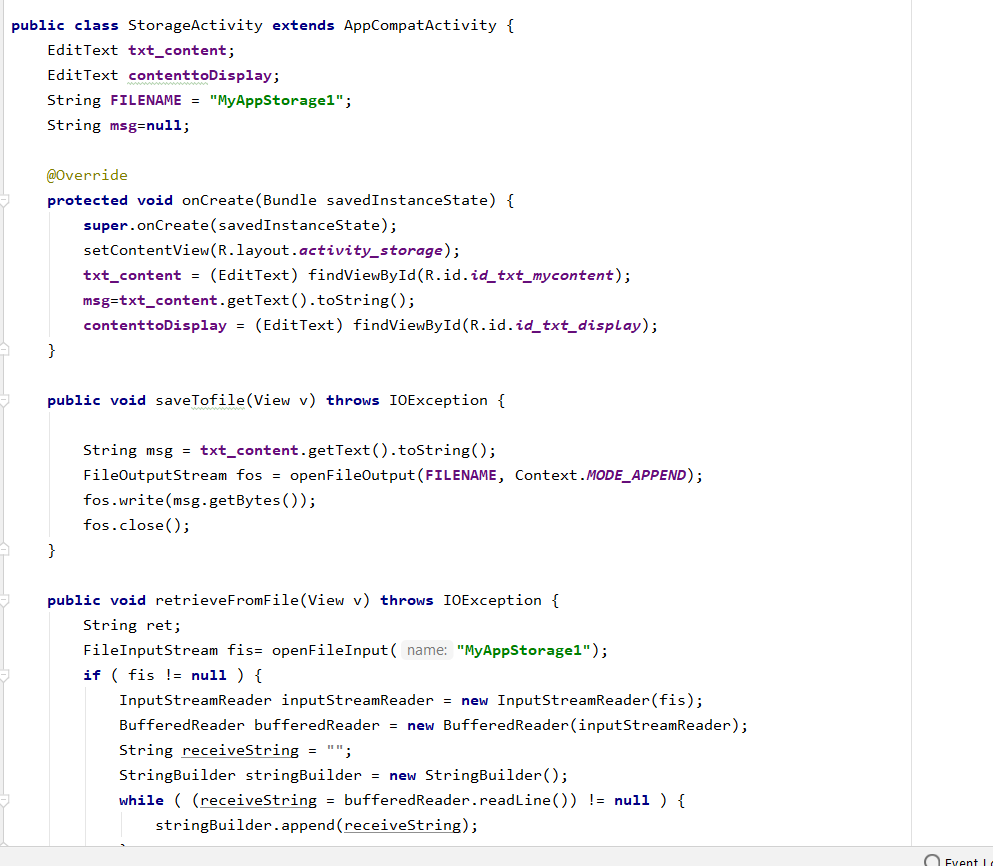 public class StorageActivity extends AppCompatActivity {
    EditText txt_content;
    EditText contenttoDisplay;
    String FILENAME = "MyAppStorage1";
    String msg=null;

    @Override
    protected void onCreate(Bundle savedInstanceState) {
        super.onCreate(savedInstanceState);
        setContentView(R.layout.activity_storage);
        txt_content = (EditText) findViewById(R.id.id_txt_mycontent);
        msg=txt_content.getText().toString();
        contenttoDisplay = (EditText) findViewById(R.id.id_txt_display);
    }

    public void saveTofile(View v) throws IOException {

        String msg = txt_content.getText().toString();
        FileOutputStream fos = openFileOutput(FILENAME, Context.MODE_APPEND);
        fos.write(msg.getBytes());
        fos.close();
    }

    public void retrieveFromFile(View v) throws IOException {
        String ret;
        FileInputStream fis= openFileInput( name: "MyAppStorage1");
        if ( fis != null ) {
            InputStreamReader inputStreamReader = new InputStreamReader(fis);
            BufferedReader bufferedReader = new BufferedReader(inputStreamReader);
            String receiveString = "";
            StringBuilder stringBuilder = new StringBuilder();
            while ( (receiveString = bufferedReader.readLine()) != null ) {
                stringBuilder.append(receiveString);
Event